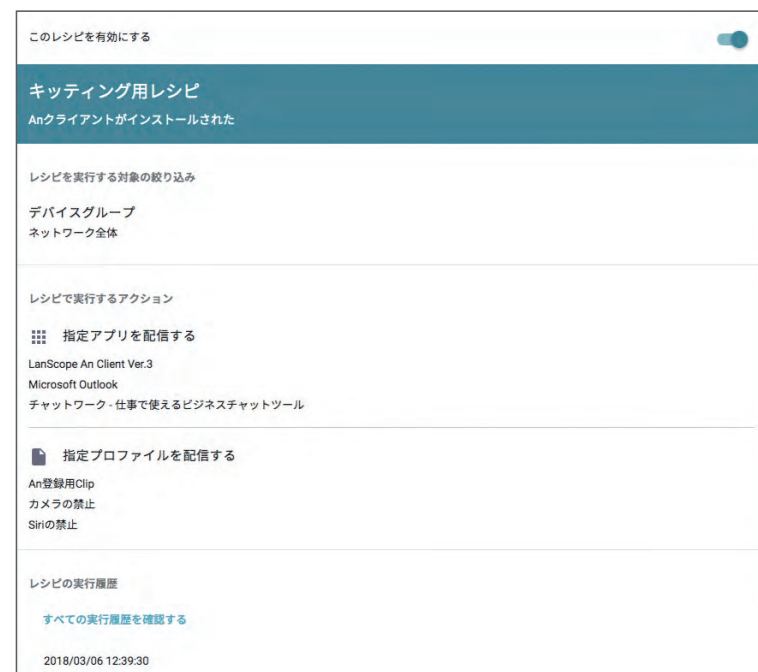 このレシピを有効にする
キッティング用レシピ
Anクライアントがインストールされた
レシピを実行する対象の絞り込み
デバイスグループ
ネットワーク全体
レシピで実行するアクション
指定アプリを配信する
LanScope An Client Ver.3
Microsoft Outlook
チャットワーク - 仕事で使えるビジネスチャットツール
指定プロファイルを配信する
An登録用Clip
カメラの禁止
Siriの禁止
レシピの実行履歴
すべての実行履歴を確認する
2018/03/06 12:39:30